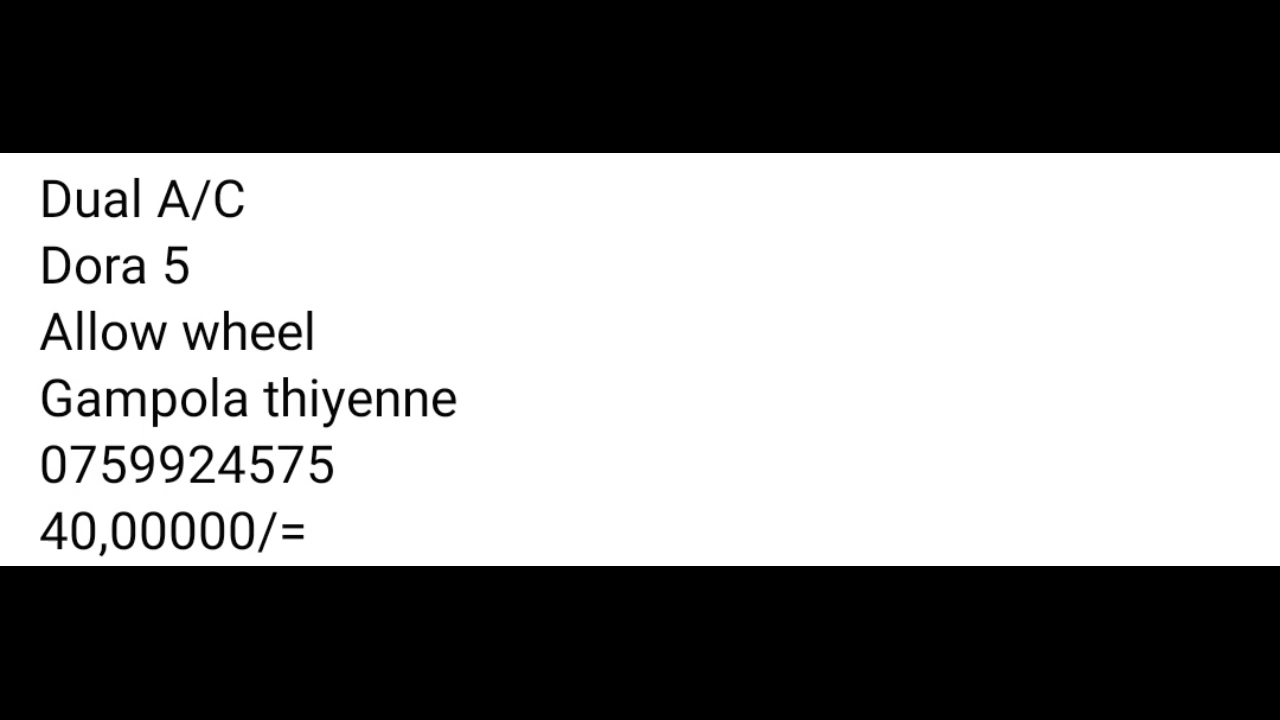 Dual A/C
Dora 5
Allow wheel
Gampola thiyenne
0759924575
40,00000/=